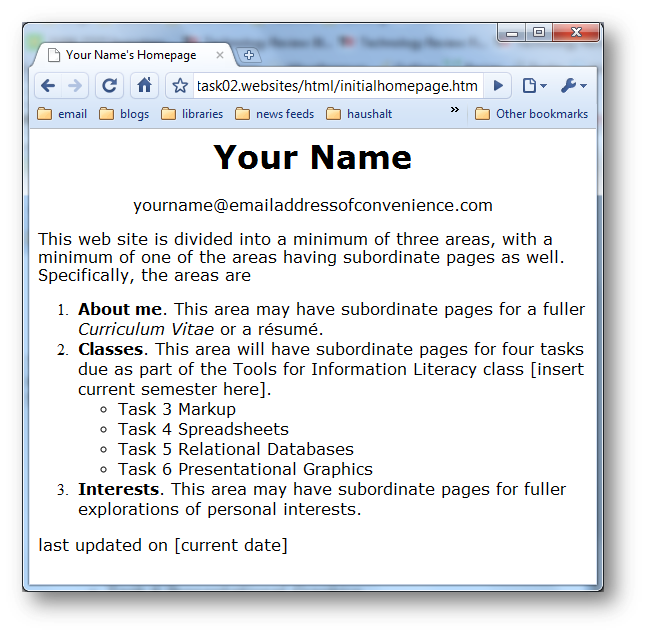 Your Name's Homepage
task02.websites/html/initialhomepage.htm
email blogs libraries news feeds haushalt » Other bookmarks
Your Name
yourname@emailaddressofconvenience.com
This web site is divided into a minimum of three areas, with a
minimum of one of the areas having subordinate pages as well.
Specifically, the areas are
1. About me. This area may have subordinate pages for a fuller
Curriculum Vitae or a résumé.
2. Classes. This area will have subordinate pages for four tasks
due as part of the Tools for Information Literacy class [insert
current semester here].
Task 3 Markup
Task 4 Spreadsheets
Task 5 Relational Databases
Task 6 Presentational Graphics
3. Interests. This area may have subordinate pages for fuller
explorations of personal interests.
last updated on [current date]